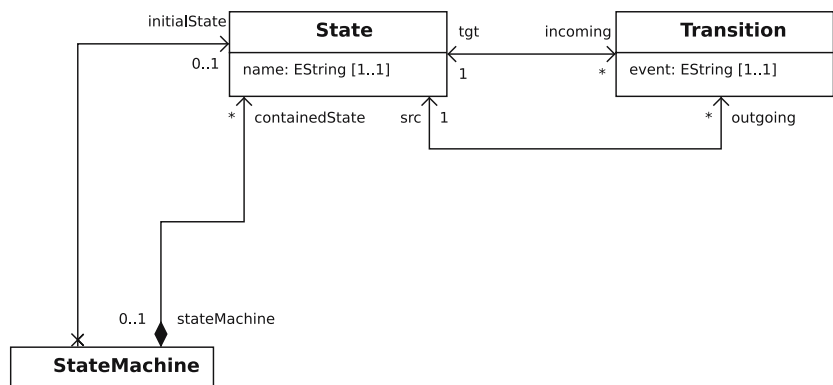 initialState
0..1
State
name: EString [1..1]
tgt
1
incoming
*
Transition
event: EString [1..1]
* containedState
src 1
* outgoing
0..1 stateMachine
StateMachine